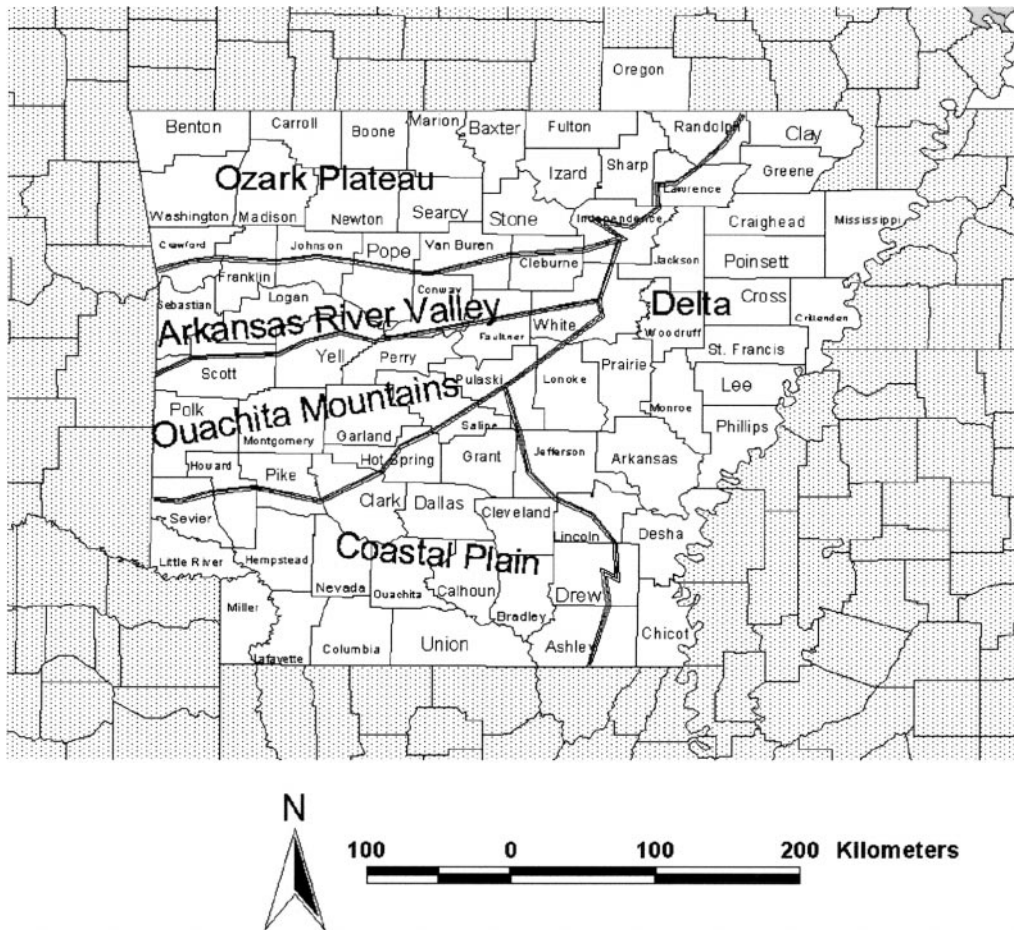 Oregon
Benton
Carroll
Boone
Marion
Baxter
Fulton
Randolph
Clay
Izard
Sharp
Greene
Lawrence
Ozark Plateau
Washington
Madison
Newton
Searcy
Stone
Independence
Craighead
Mississippi
Crawford
Johnson
Pope
Van Buren
Cleburne
Jackson
Poinsett
Franklin
Sebastian
Logan
Conway
Arkansas River Valley
White
Delta
Cross
Crittenden
Woodruff
Faulkner
Yell
Perry
Prairie
St. Francis
Scott
Pulaski
Lonoke
Lee
Polk
Ouachita Mountains
Monroe
Phillips
Montgomery
Garland
Saline
Howard
Pike
Hot Spring
Grant
Jefferson
Arkansas
Sevier
Clark
Dallas
Cleveland
Lincoln
Desha
Coastal Plain
Little River
Hempstead
Nevada
Ouachita
Calhoun
Drew
Miller
Bradley
Lafayette
Columbia
Union
Ashley
Chicot
N
100 0 100 200 Kilometers